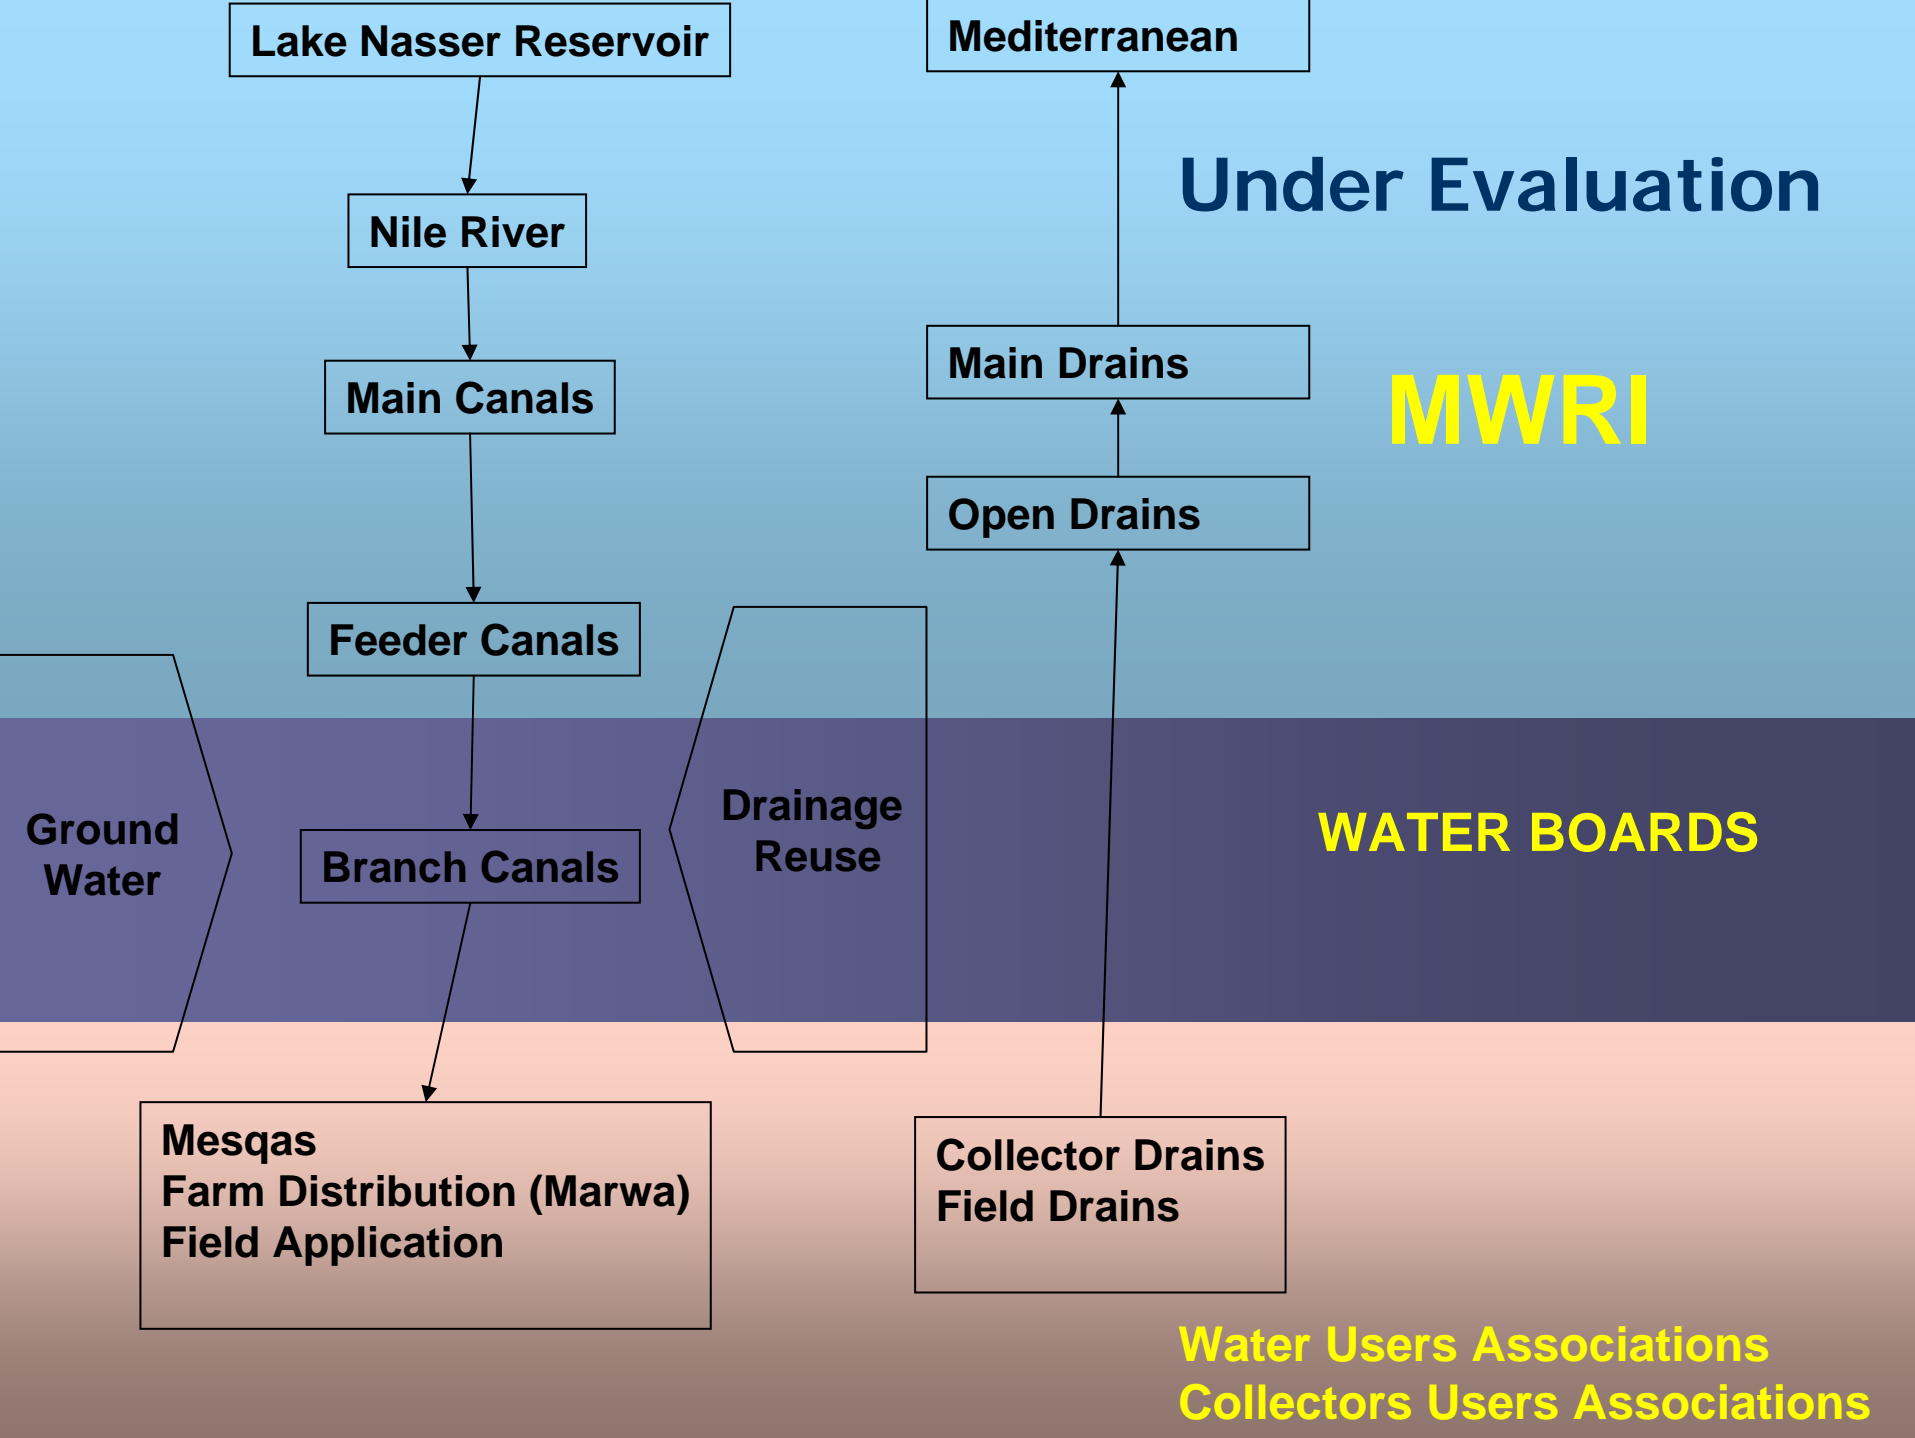 Lake Nasser Reservoir
Mediterranean
Under Evaluation
Nile River
Main Drains
Main Canals
MWRI
Open Drains
Feeder Canals
Ground
Water
Branch Canals
Drainage
Reuse
WATER BOARDS
Mesqas
Farm Distribution (Marwa)
Field Application
Collector Drains
Field Drains
Water Users Associations
Collectors Users Associations